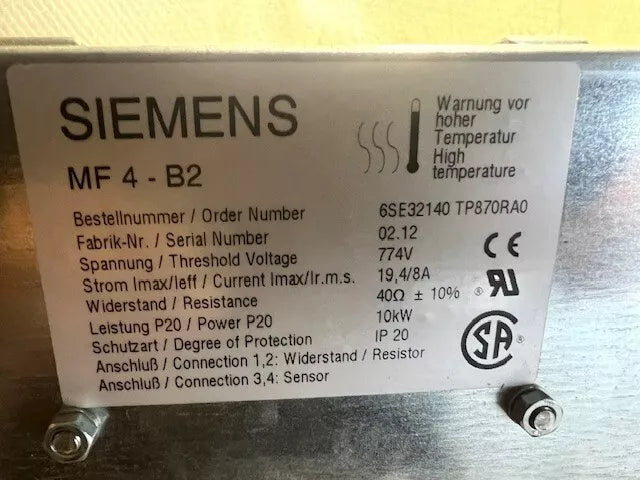 SIEMENS
Warnung vor
hoher
Temperatur
High
temperature
MF 4 - B2
Bestellnummer / Order Number 6SE32140 TP870RA0
Fabrik-Nr. / Serial Number 02.12
Spannung / Threshold Voltage 774V CE
Strom Imax/Ieff / Current Imax/Ir.m.s. 19,4/8A
Widerstand / Resistance 40Ω ± 10% ® RU
Leistung P20 / Power P20 10kW
Schutzart / Degree of Protection IP 20 SA ®
Anschluß / Connection 1,2: Widerstand / Resistor
Anschluß / Connection 3,4: Sensor